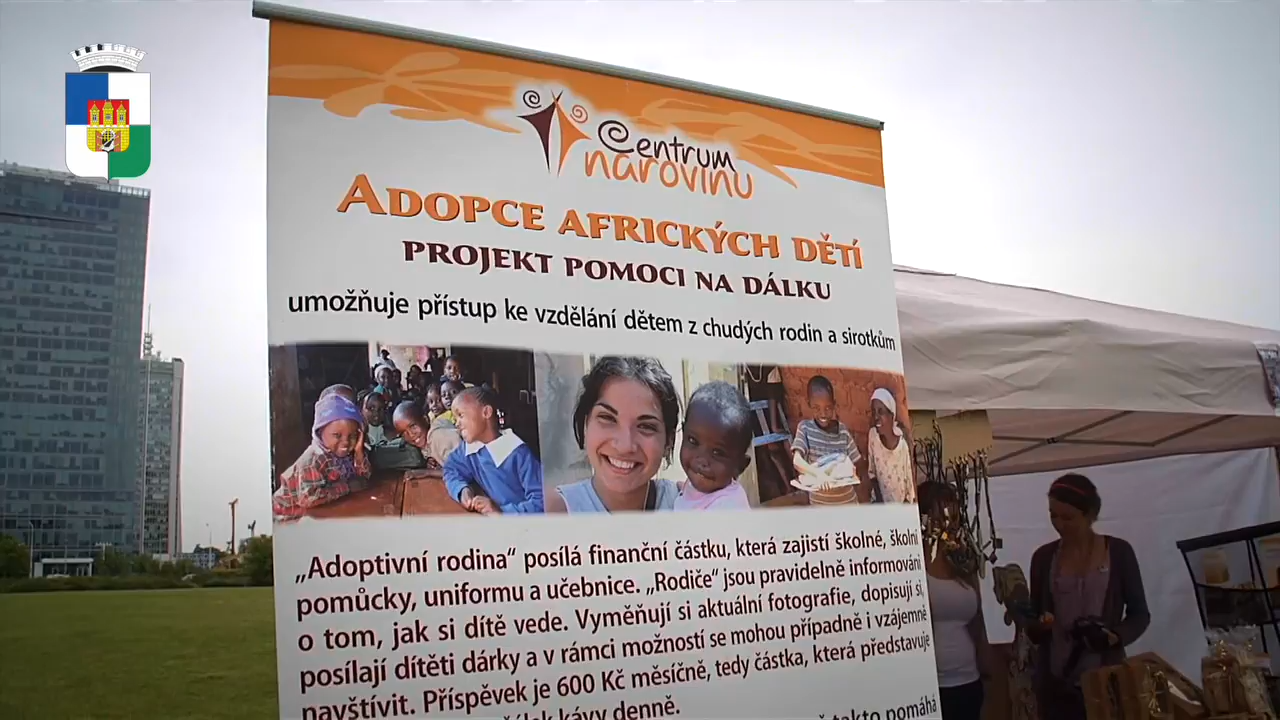 Centrum
narovinu
ADOPCE AFRICKÝCH DĚTÍ
PROJEKT POMOCI NA DÁLKU
umožňuje přístup ke vzdělání dětem z chudých rodin a sirotkům
„Adoptivní rodina“ posílá finanční částku, která zajistí školné, školní
pomůcky, uniformu a učebnice. „Rodiče“ jsou pravidelně informováni
o tom, jak si dítě vede. Vyměňují si aktuální fotografie, dopisují si,
posílají dítěti dárky a v rámci možností se mohou případně i vzájemně
navštívit. Příspěvek je 600 Kč měsíčně, tedy částka, která představuje
kávy denně.
takto pomáhá